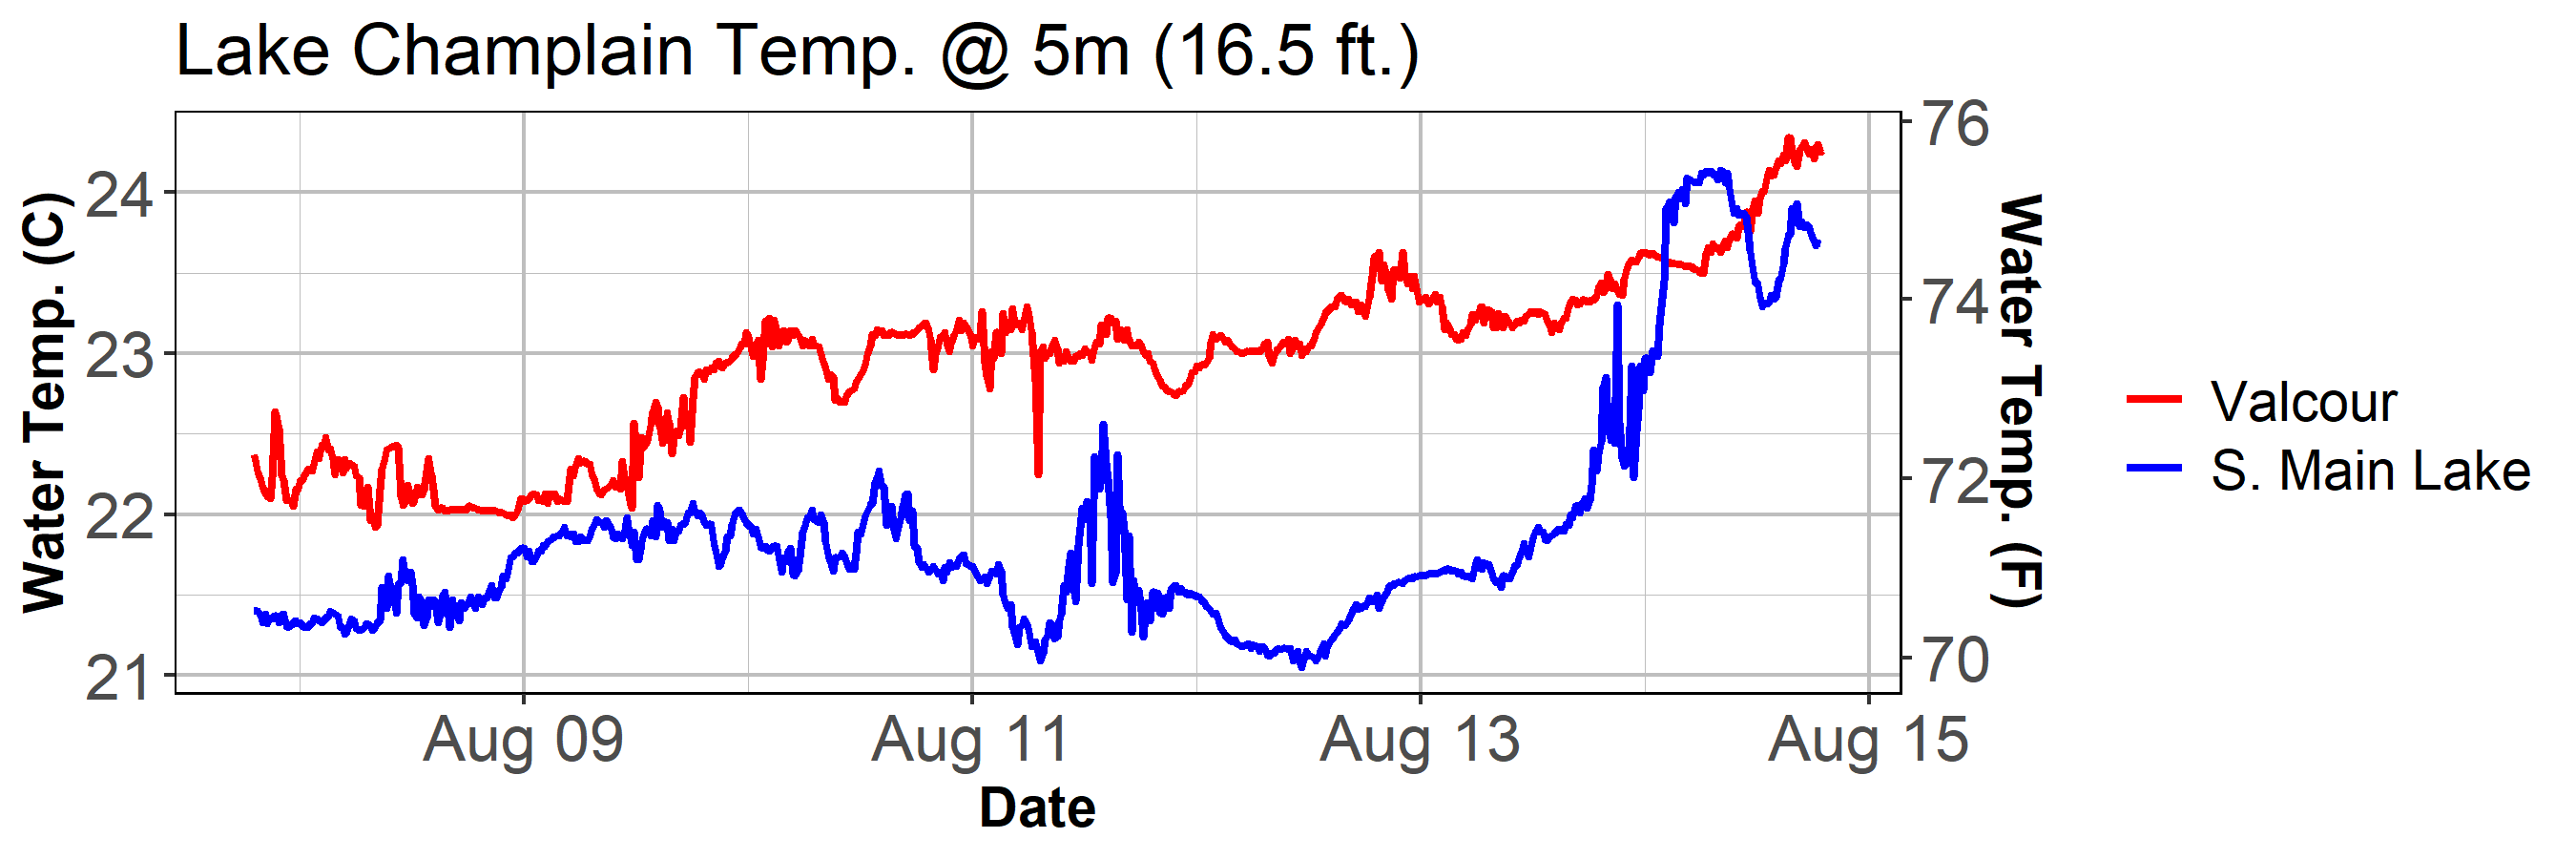 Lake Champlain Temp. @ 5m (16.5 ft.)
Water Temp. (C)
24
23
22
21
76
74
72
70
Water Temp. (F)
Aug 09
Aug 11
Aug 13
Aug 15
Date
Valcour
S. Main Lake